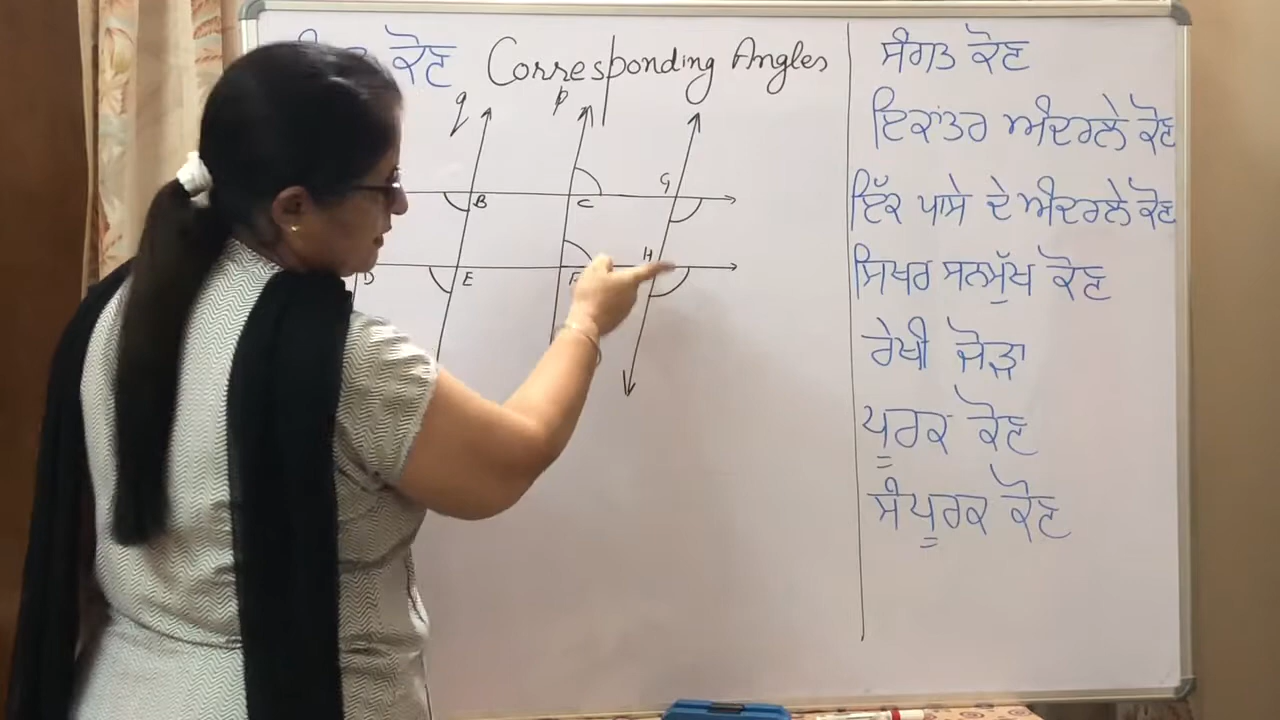 ਕੋਣ Corresponding Angles
q p
G
B C
H
D E F
ਸੰਗਤ ਕੋਣ
ਇਕਾਂਤਰ ਅੰਦਰਲੇ ਕੋਣ
ਇੱਕ ਪਾਸੇ ਦੇ ਅੰਦਰਲੇ ਕੋਣ
ਸਿਖਰ ਸਨਮੁੱਖ ਕੋਣ
ਰੇਖੀ ਜੋੜਾ
ਪੂਰਕ ਕੋਣ
ਸੰਪੂਰਕ ਕੋਣ